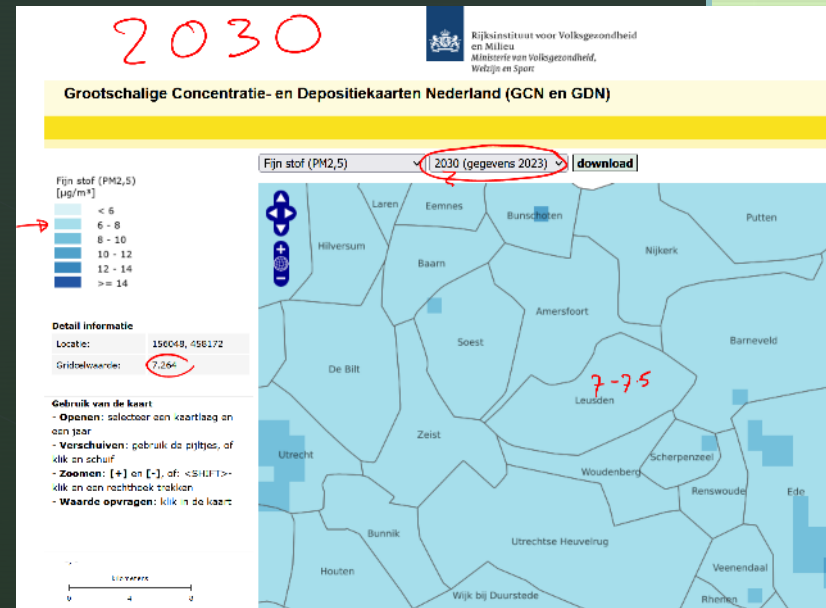 2030
Rijksinstituut voor Volksgezondheid
en Milieu
Ministerie van Volksgezondheid,
Welzijn en Sport
Grootschalige Concentratie- en Depositiekaarten Nederland (GCN en GDN)
Fijn stof (PM2,5)
2030 (gegevens 2023)
download
Fijn stof (PM2,5)
[µg/m³]
< 6
6 - 8
8 - 10
10 - 12
12 - 14
>= 14
Detail informatie
Locatie: 156048, 456172
Gridcelwaarde: 7.264
Gebruik van de kaart
- Openen: selecteer een kaartlaag en
een jaar
- Verschuiven: gebruik de pijltjes, of
klik en schuif
- Zoomen: [+] en [-], of: <SHIFT>-
klik en een rechthoek trekken
- Waarde opvragen: klik in de kaart
kilometers
0 4 8
Laren
Eemnes
Bunschoten
Putten
Hilversum
Nijkerk
Baarn
Amersfoort
Soest
Barneveld
De Bilt
7-7.5
Leusden
Zeist
Utrecht
Scherpenzeel
Woudenberg
Renswoude
Ede
Bunnik
Utrechtse Heuvelrug
Houten
Veenendaal
Wijk bij Duurstede
Rhenen